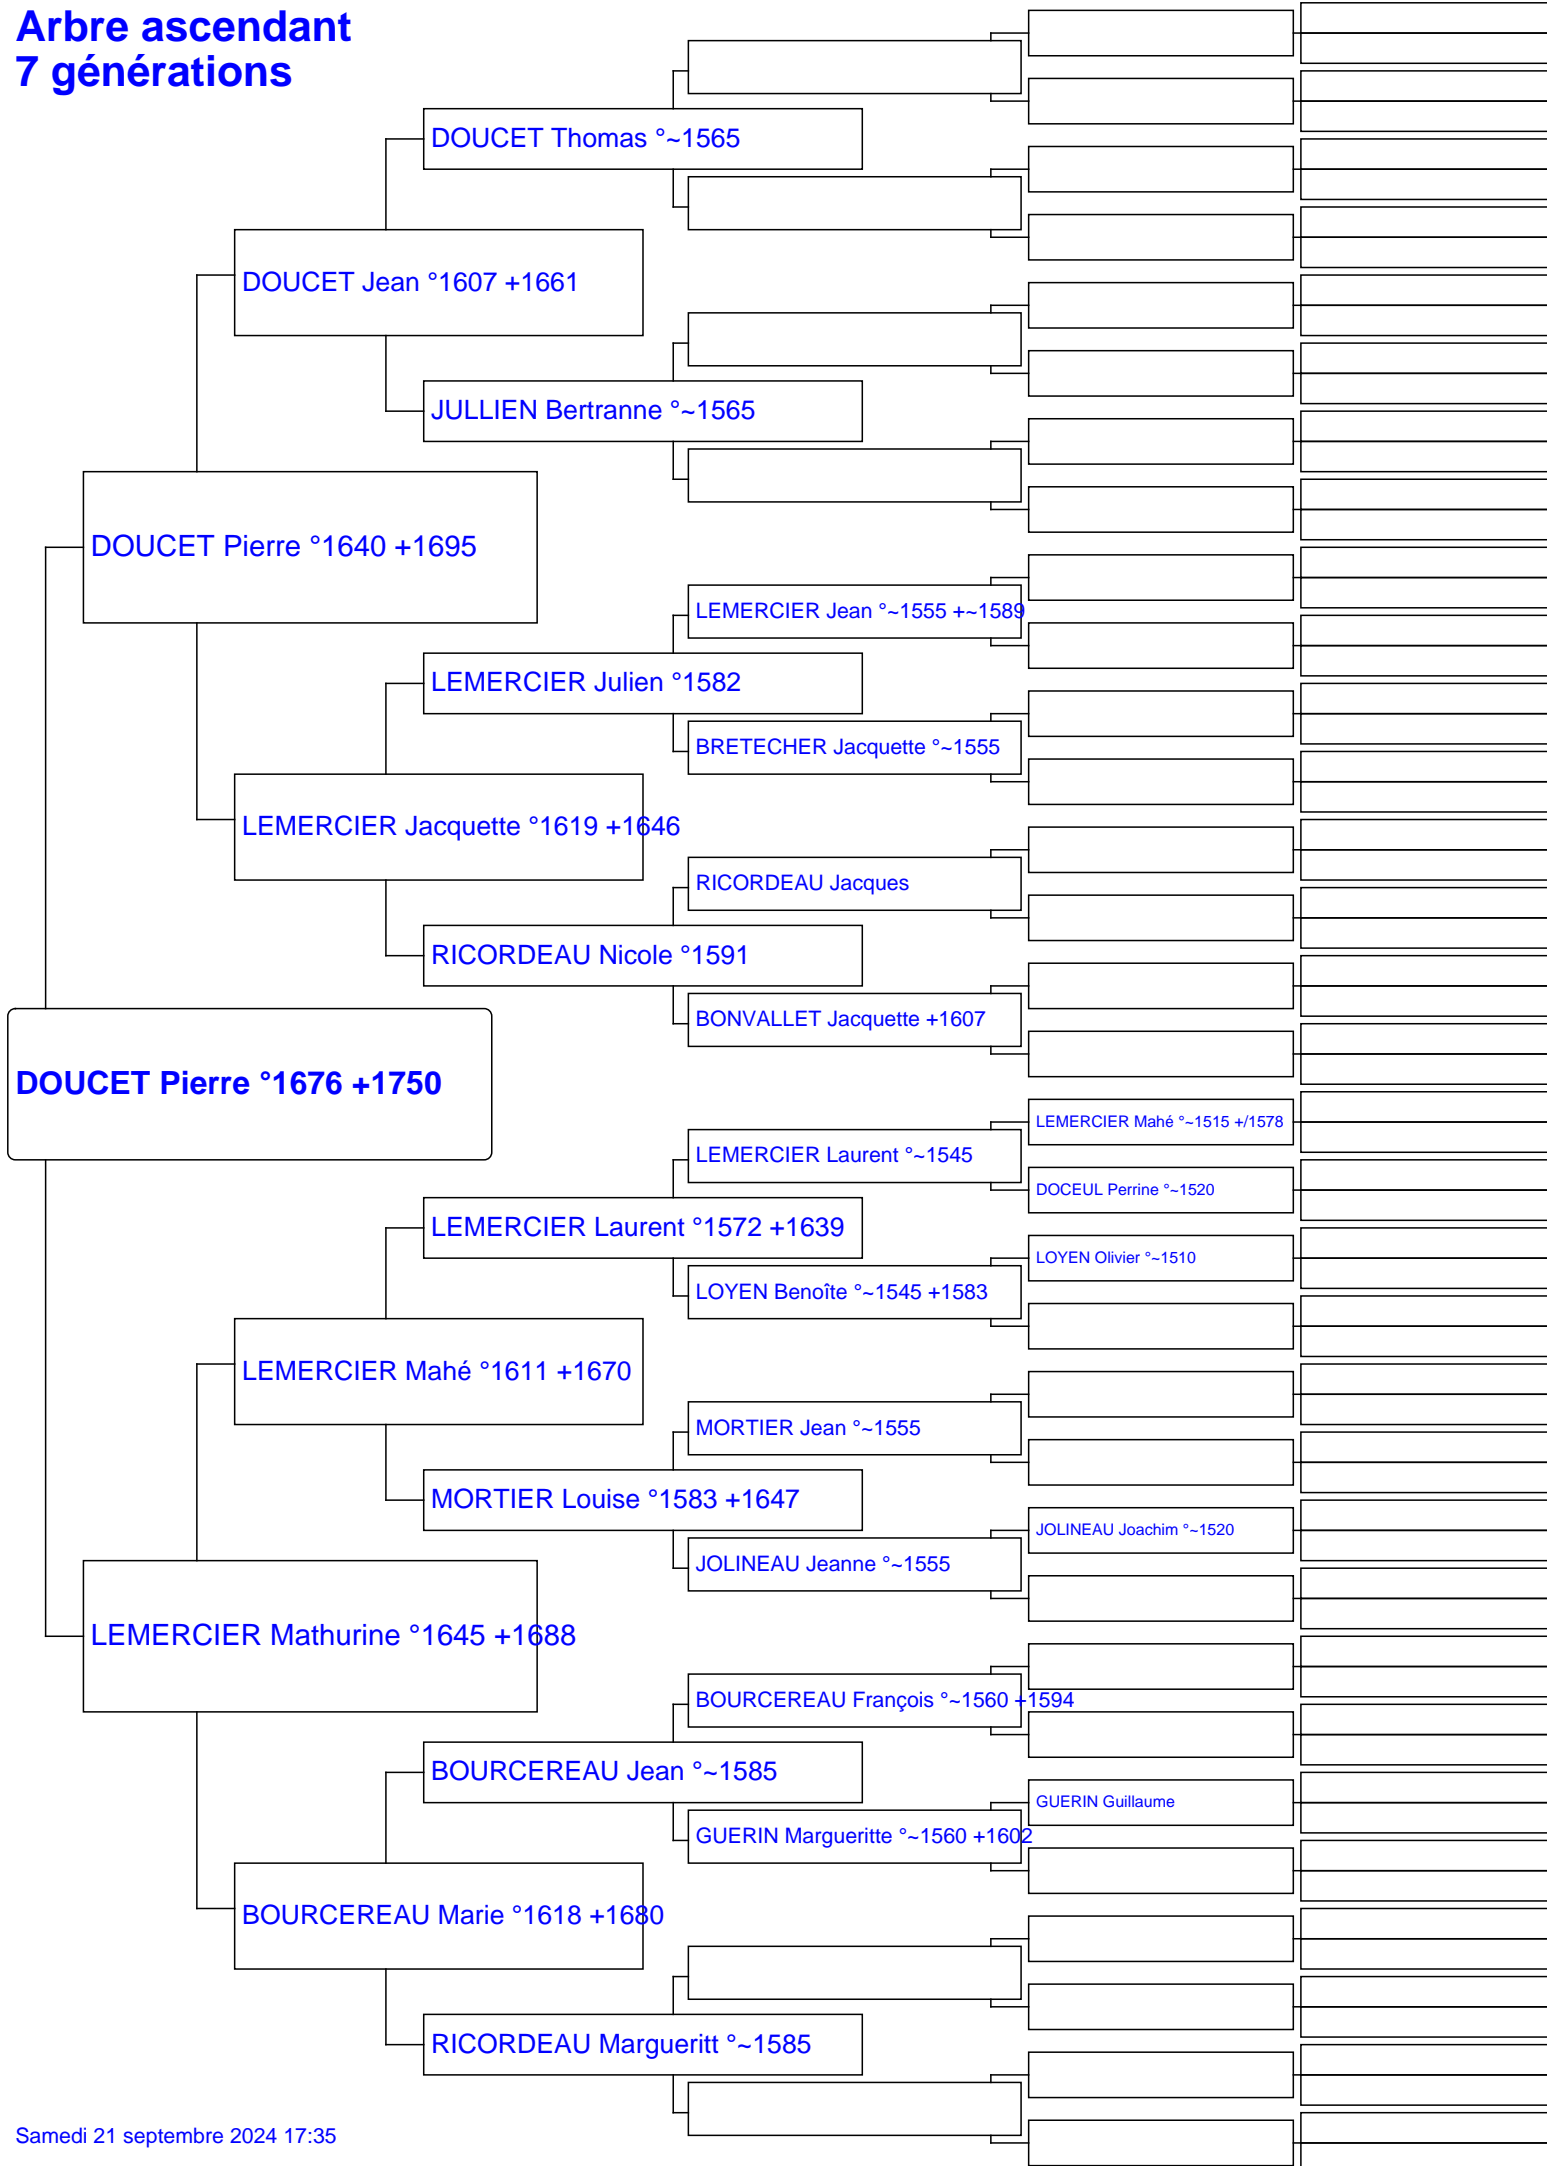 Arbre ascendant
7 générations
DOUCET Thomas °~1565
DOUCET Jean °1607 +1661
JULLIEN Bertranne °~1565
DOUCET Pierre °1640 +1695
LEMERCIER Jean °~1555 +~1589
LEMERCIER Julien °1582
BRETECHER Jacquette °~1555
LEMERCIER Jacquette °1619 +1646
RICORDEAU Jacques
RICORDEAU Nicole °1591
BONVALLET Jacquette +1607
DOUCET Pierre °1676 +1750
LEMERCIER Mahé °~1515 +/1578
LEMERCIER Laurent °~1545
DOCEUL Perrine °~1520
LEMERCIER Laurent °1572 +1639
LOYEN Olivier °~1510
LOYEN Benoîte °~1545 +1583
LEMERCIER Mahé °1611 +1670
MORTIER Jean °~1555
MORTIER Louise °1583 +1647
JOLINEAU Joachim °~1520
JOLINEAU Jeanne °~1555
LEMERCIER Mathurine °1645 +1688
BOURCEREAU François °~1560 +1594
BOURCEREAU Jean °~1585
GUERIN Guillaume
GUERIN Margueritte °~1560 +1602
BOURCEREAU Marie °1618 +1680
RICORDEAU Margueritt °~1585
Samedi 21 septembre 2024 17:35